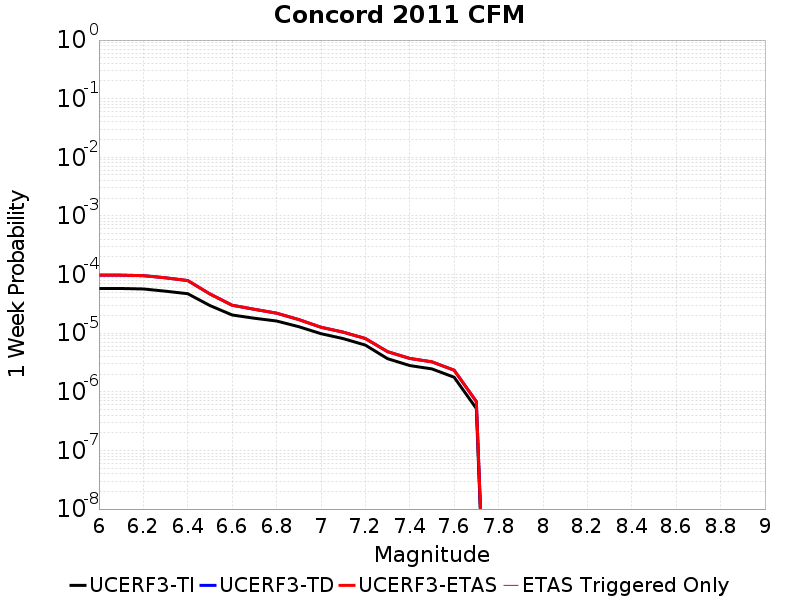 Concord 2011 CFM
10^0
10^-1
10^-2
10^-3
10^-4
10^-5
10^-6
10^-7
10^-8
1 Week Probability
6 6.2 6.4 6.6 6.8 7 7.2 7.4 7.6 7.8 8 8.2 8.4 8.6 8.8 9
Magnitude
UCERF3-TI UCERF3-TD UCERF3-ETAS ETAS Triggered Only